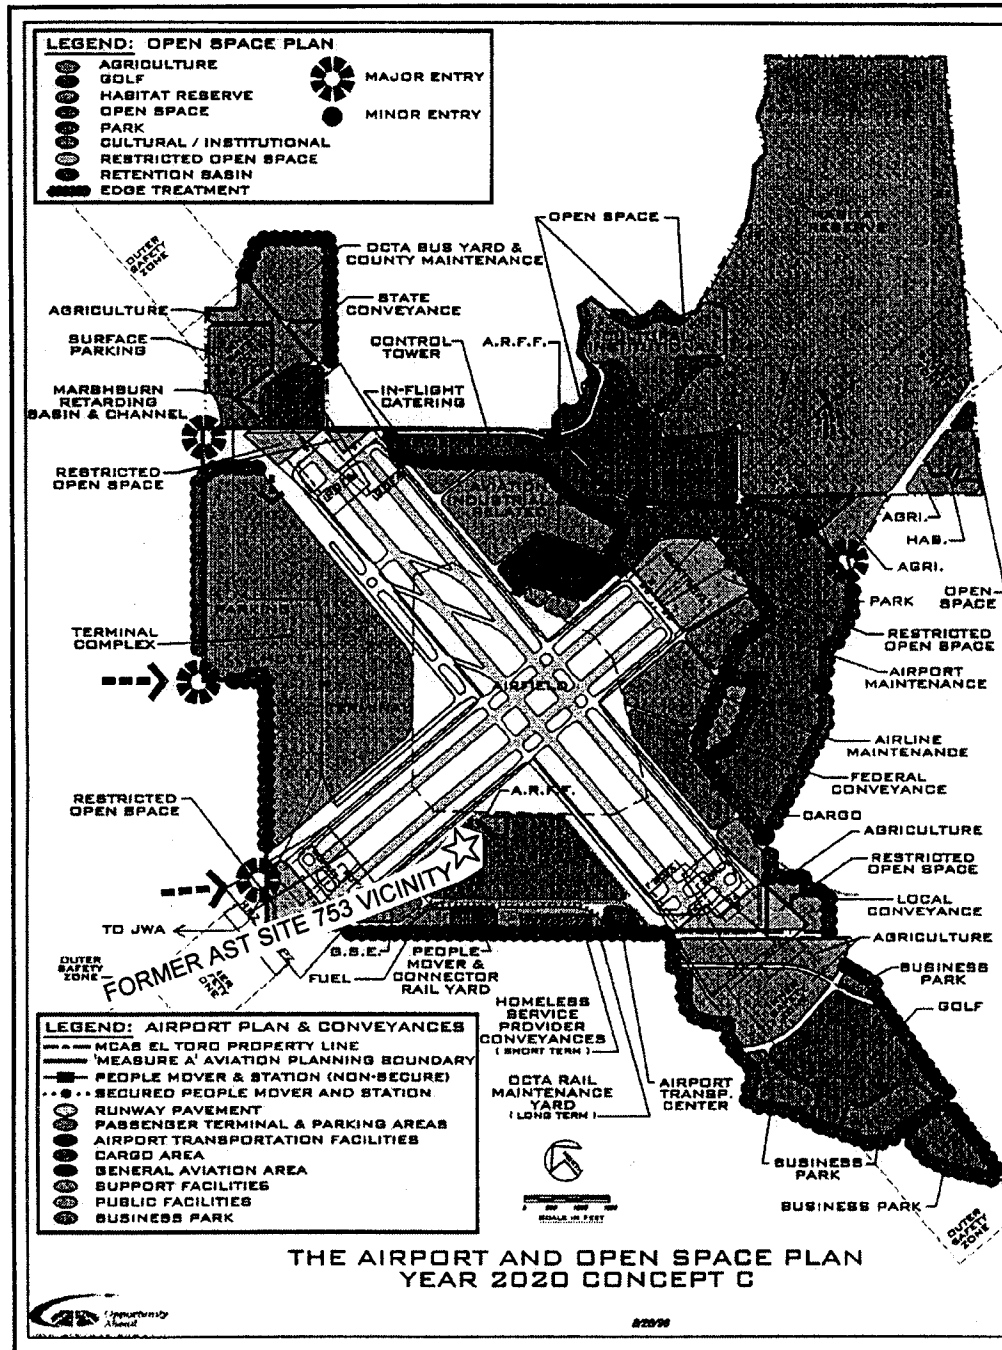 LEGEND: OPEN SPACE PLAN
AGRICULTURE
GOLF
HABITAT RESERVE
OPEN SPACE
PARK
CULTURAL / INSTITUTIONAL
RESTRICTED OPEN SPACE
RETENTION BASIN
EDGE TREATMENT
MAJOR ENTRY
MINOR ENTRY
OUTER
SAFETY
ZONE
OCTA BUS YARD &
COUNTY MAINTENANCE
OPEN SPACE
RESERVE
AGRICULTURE
STATE
CONVEYANCE
SURFACE
PARKING
CONTROL
TOWER
A.R.F.F.
INSTITUTIONAL
MARSHBURN
RETARDING
BASIN & CHANNEL
IN-FLIGHT
CATERING
RESTRICTED
OPEN SPACE
AVIATION
INDUSTRIAL
RELATED
AGRI.
HAB.
AGRI.
OPEN
SPACE
PARK
PARKING
TERMINAL
COMPLEX
RESTRICTED
OPEN SPACE
AIRPORT
MAINTENANCE
AIRFIELD
AIRLINE
MAINTENANCE
FEDERAL
CONVEYANCE
A.R.F.F.
RESTRICTED
OPEN SPACE
CARGO
AGRICULTURE
RESTRICTED
OPEN SPACE
LOCAL
CONVEYANCE
AGRICULTURE
TO JWA
FORMER AST SITE 753 VICINITY
OUTER
SAFETY
ZONE
G.S.E.
FUEL
PEOPLE
MOVER &
CONNECTOR
RAIL YARD
BUSINESS
PARK
GOLF
HOMELESS
SERVICE
PROVIDER
CONVEYANCES
( SHORT TERM )
OCTA RAIL
MAINTENANCE
YARD
( LONG TERM )
AIRPORT
TRANSP.
CENTER
BUSINESS
PARK
BUSINESS PARK
OUTER
SAFETY
ZONE
LEGEND: AIRPORT PLAN & CONVEYANCES
MCAS EL TORO PROPERTY LINE
'MEASURE A' AVIATION PLANNING BOUNDARY
PEOPLE MOVER & STATION (NON-SECURE)
SECURED PEOPLE MOVER AND STATION
RUNWAY PAVEMENT
PASSENGER TERMINAL & PARKING AREAS
AIRPORT TRANSPORTATION FACILITIES
CARGO AREA
GENERAL AVIATION AREA
SUPPORT FACILITIES
PUBLIC FACILITIES
BUSINESS PARK
SCALE IN FEET
THE AIRPORT AND OPEN SPACE PLAN
YEAR 2020 CONCEPT C
Opportunity
Ahead